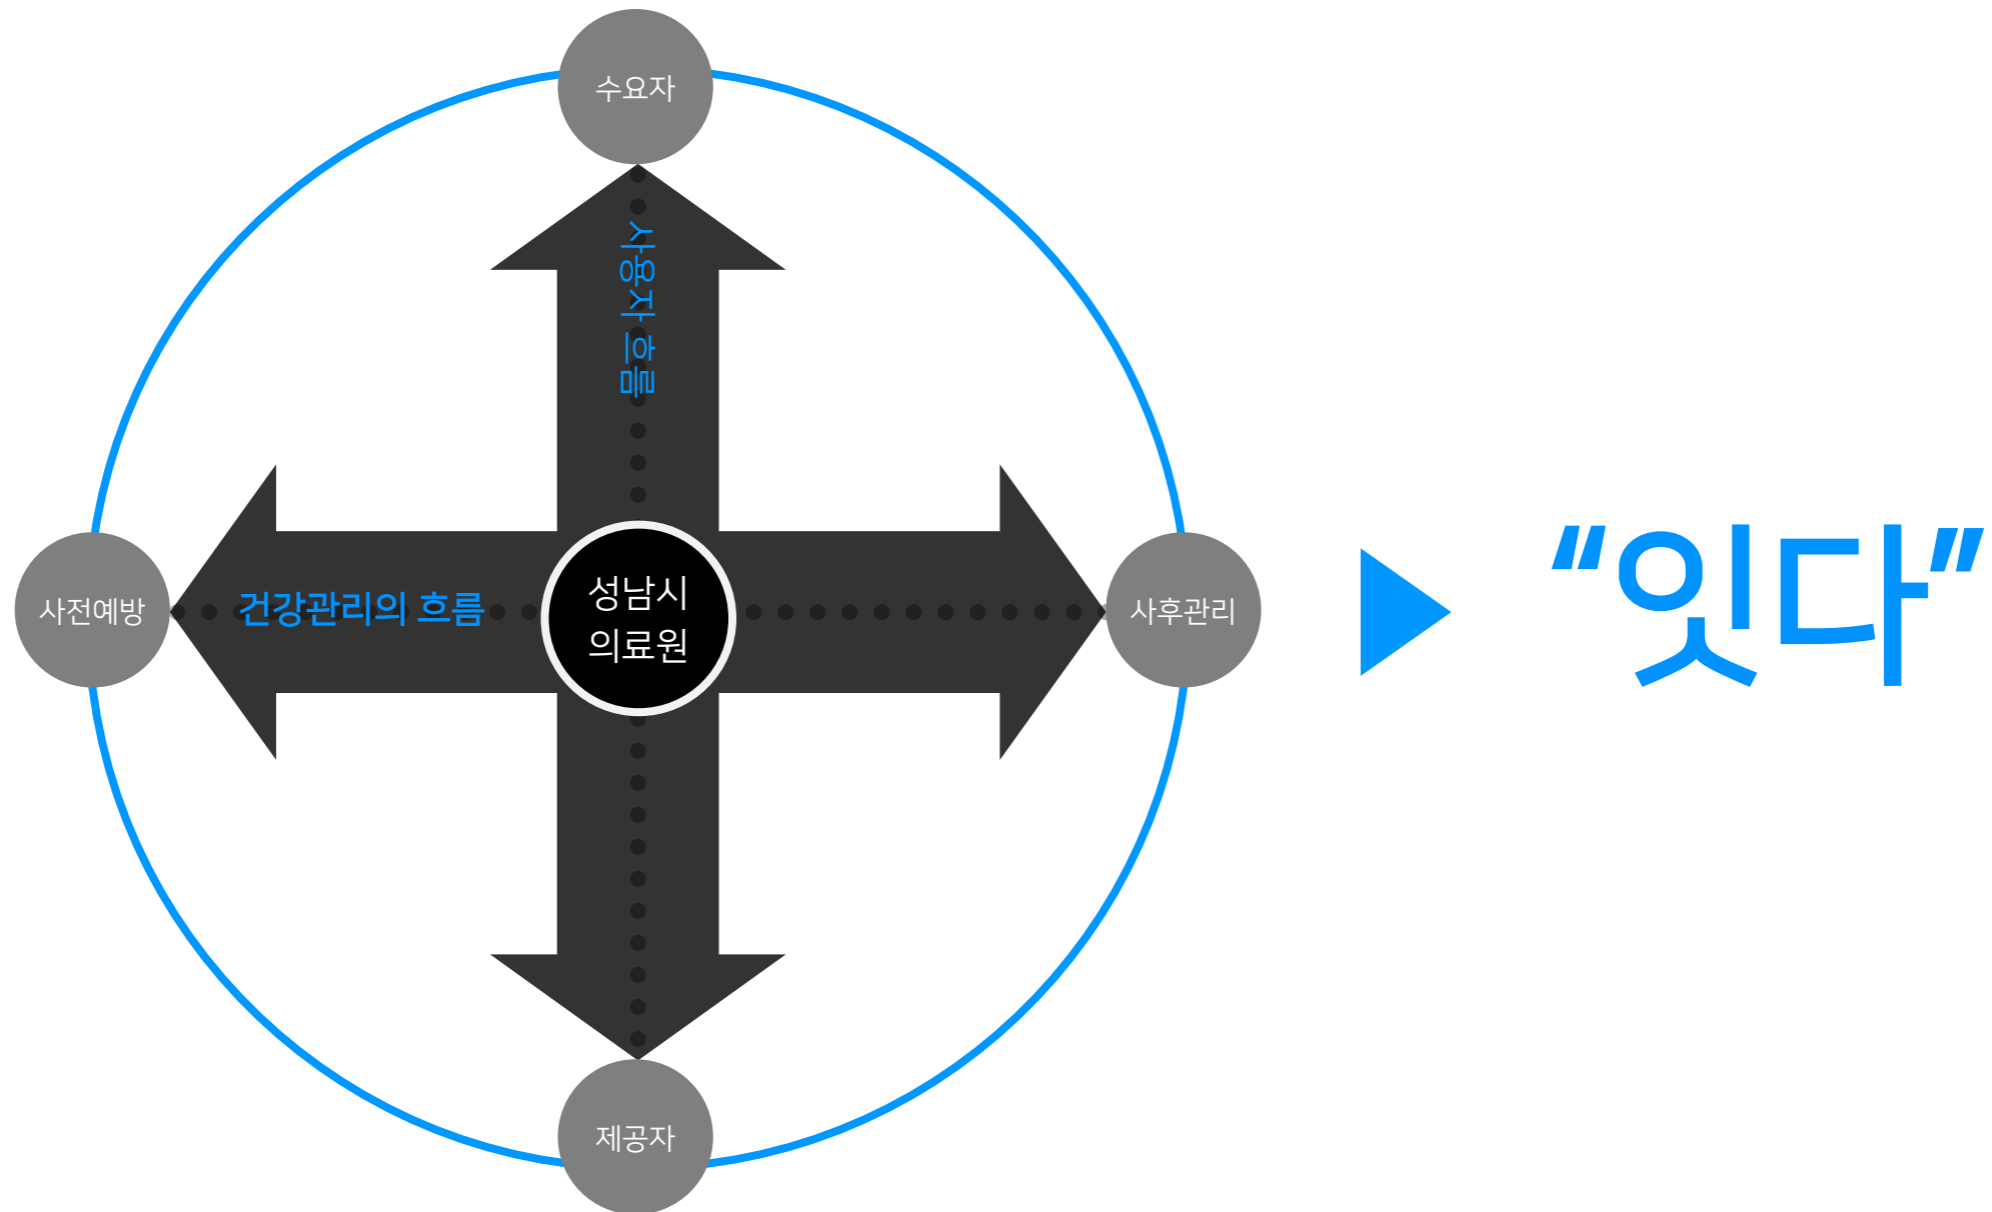 수요자
사용자 흐름
사전예방
건강관리의 흐름
성남시
의료원
사후관리
“잇다”
제공자